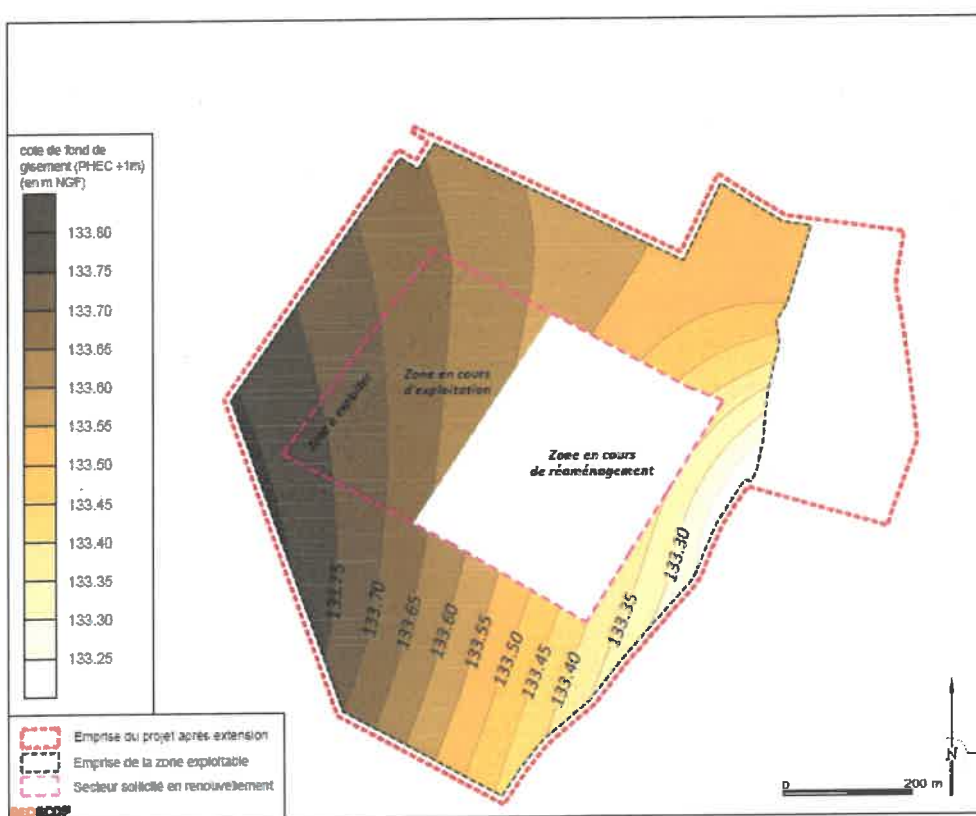 cote de fond de
gisement (PHEC +1m)
(en m NGF)
133.80
133.75
133.70
133.65
133.60
133.55
133.50
133.45
133.40
133.35
133.30
133.25
Zone en cours
d'exploitation
Zone à exploiter
Zone en cours
de réaménagement
133.75
133.70
133.65
133.60
133.55
133.50
133.45
133.40
133.35
133.30
Emprise du projet après extension
Emprise de la zone exploitable
Secteur sollicité en renouvellement
0
200 m
N